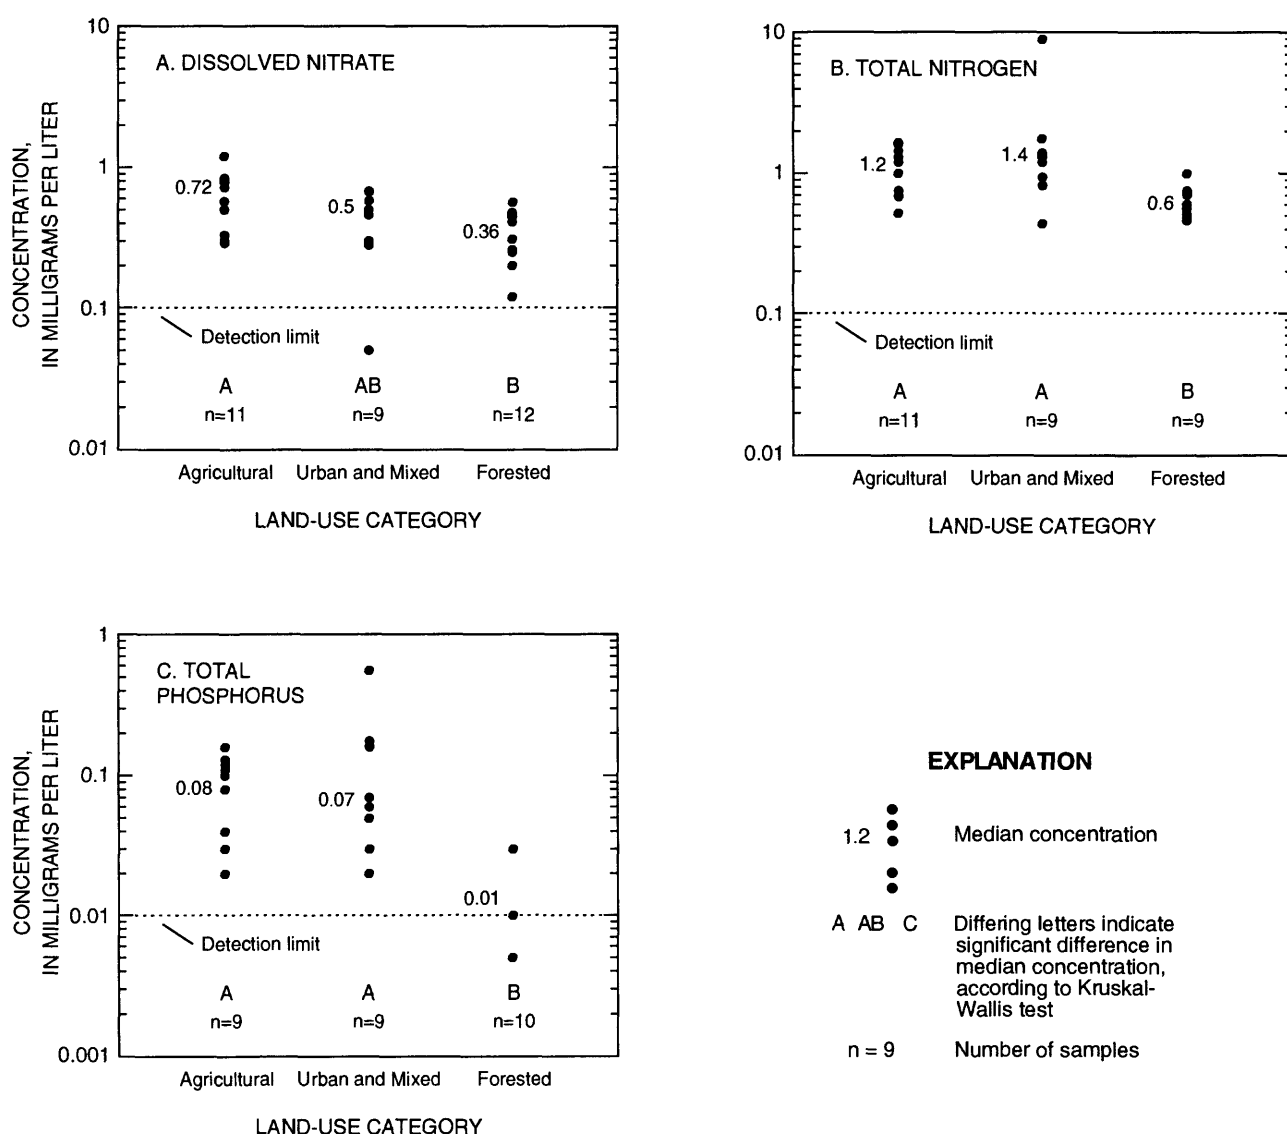 10
A. DISSOLVED NITRATE
1
0.72
0.5
0.36
0.1
Detection limit
A AB B
n=11 n=9 n=12
0.01
Agricultural Urban and Mixed Forested
LAND-USE CATEGORY
CONCENTRATION,
IN MILLIGRAMS PER LITER
10
B. TOTAL NITROGEN
1.4
1.2
1
0.6
0.1
Detection limit
A A B
n=11 n=9 n=9
0.01
Agricultural Urban and Mixed Forested
LAND-USE CATEGORY
1
C. TOTAL
PHOSPHORUS
0.1
0.08
0.07
0.01
0.01
Detection limit
A A B
n=9 n=9 n=10
0.001
Agricultural Urban and Mixed Forested
LAND-USE CATEGORY
CONCENTRATION,
IN MILLIGRAMS PER LITER
EXPLANATION
1.2 Median concentration
A AB C Differing letters indicate
significant difference in
median concentration,
according to Kruskal-
Wallis test
n = 9 Number of samples